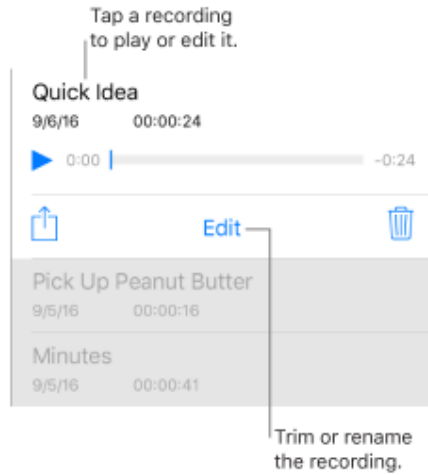 Tap a recording
to play or edit it.
Quick Idea
9/6/16 00:00:24
0:00 -0:24
Edit
Pick Up Peanut Butter
9/5/16 00:00:16
Minutes
9/5/16 00:00:41
Trim or rename
the recording.